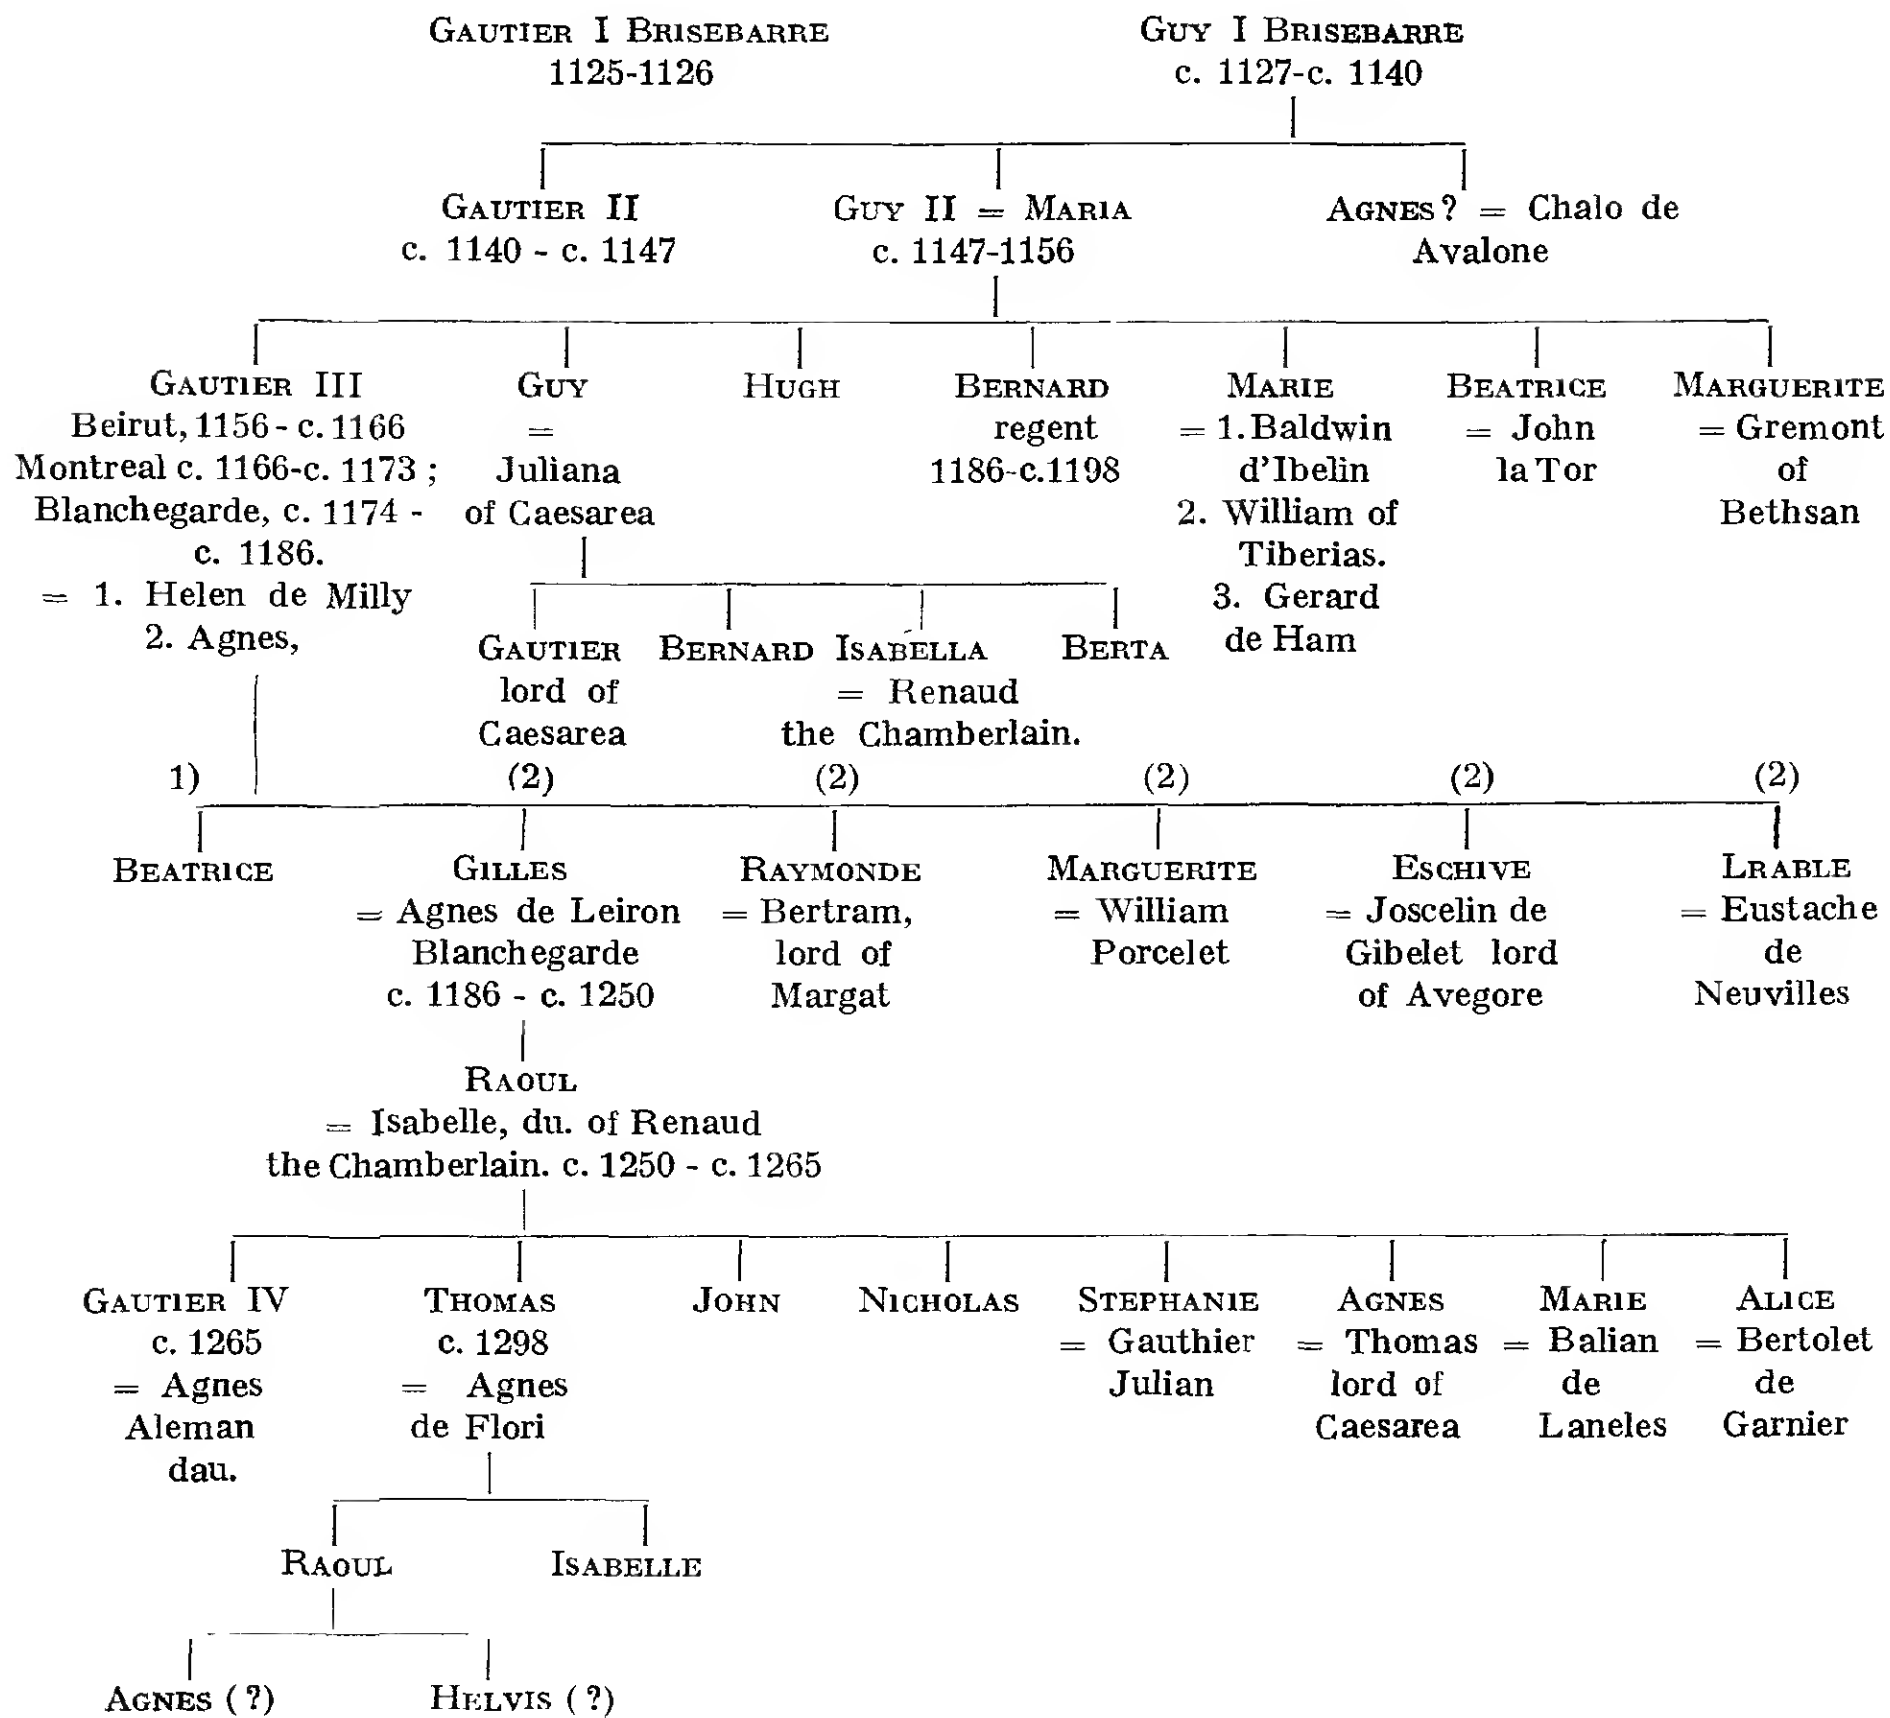 GAUTIER I BRISEBARRE
1125-1126
GUY I BRISEBARRE
c. 1127-c. 1140
GAUTIER II
c. 1140 - c. 1147
GUY II = MARIA
c. 1147-1156
AGNES? = Chalo de
Avalone
GAUTIER III
Beirut, 1156 - c. 1166
Montreal c. 1166-c. 1173 ;
Blanchegarde, c. 1174 -
c. 1186.
= 1. Helen de Milly
2. Agnes,
GUY
=
Juliana
of Caesarea
HUGH
BERNARD
regent
1186-c.1198
MARIE
= 1. Baldwin
d'Ibelin
2. William of
Tiberias.
3. Gerard
de Ham
BEATRICE
= John
la Tor
MARGUERITE
= Gremont
of
Bethsan
GAUTIER
lord of
Caesarea
BERNARD
ISABELLA
= Renaud
the Chamberlain.
BERTA
1)
(2)
(2)
(2)
(2)
(2)
BEATRICE
GILLES
= Agnes de Leiron
Blanchegarde
c. 1186 - c. 1250
RAYMONDE
= Bertram,
lord of
Margat
MARGUERITE
= William
Porcelet
ESCHIVE
= Joscelin de
Gibelet lord
of Avegore
LRABLE
= Eustache
de
Neuvilles
RAOUL
= Isabelle, du. of Renaud
the Chamberlain. c. 1250 - c. 1265
GAUTIER IV
c. 1265
= Agnes
Aleman
dau.
THOMAS
c. 1298
= Agnes
de Flori
JOHN
NICHOLAS
STEPHANIE
= Gauthier
Julian
AGNES
= Thomas
lord of
Caesarea
MARIE
= Balian
de
Laneles
ALICE
= Bertolet
de
Garnier
RAOUL
ISABELLE
AGNES (?)
HELVIS (?)